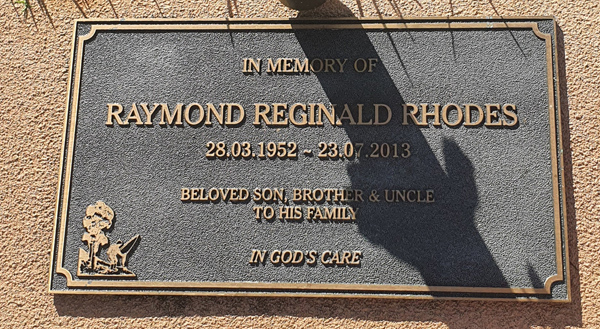 IN MEMORY OF
RAYMOND REGINALD RHODES
28.03.1952 ~ 23.07.2013
BELOVED SON, BROTHER & UNCLE
TO HIS FAMILY
IN GOD'S CARE